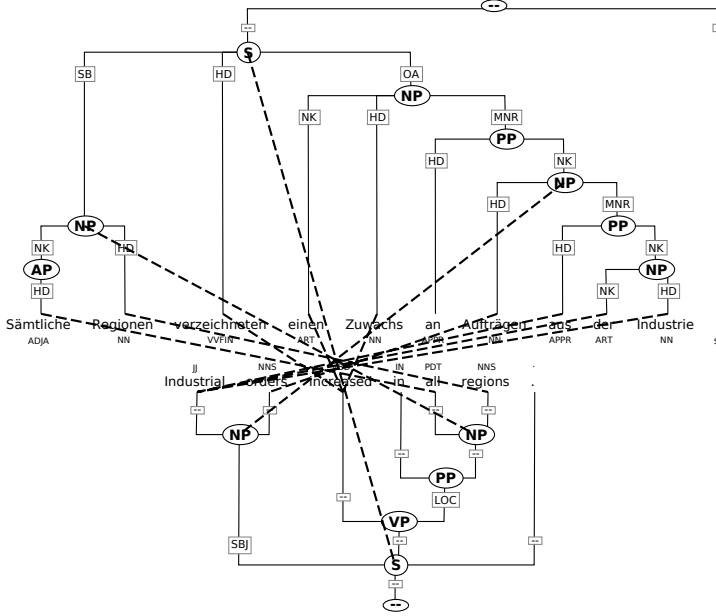 --
--
S
SB HD OA
NP
NK HD MNR
PP
HD NK
NP
HD MNR
NP PP
NK HD HD NK
AP NP
HD NK HD
Sämtliche Regionen verzeichneten einen Zuwachs an Aufträgen aus der Industrie
ADJA NN VVFIN ART NN APPR NN APPR ART NN
JJ NNS IN PDT NNS .
Industrial orders increased in all regions .
-- -- -- --
NP NP
-- --
PP
-- LOC
VP
SBJ -- --
S
--
--